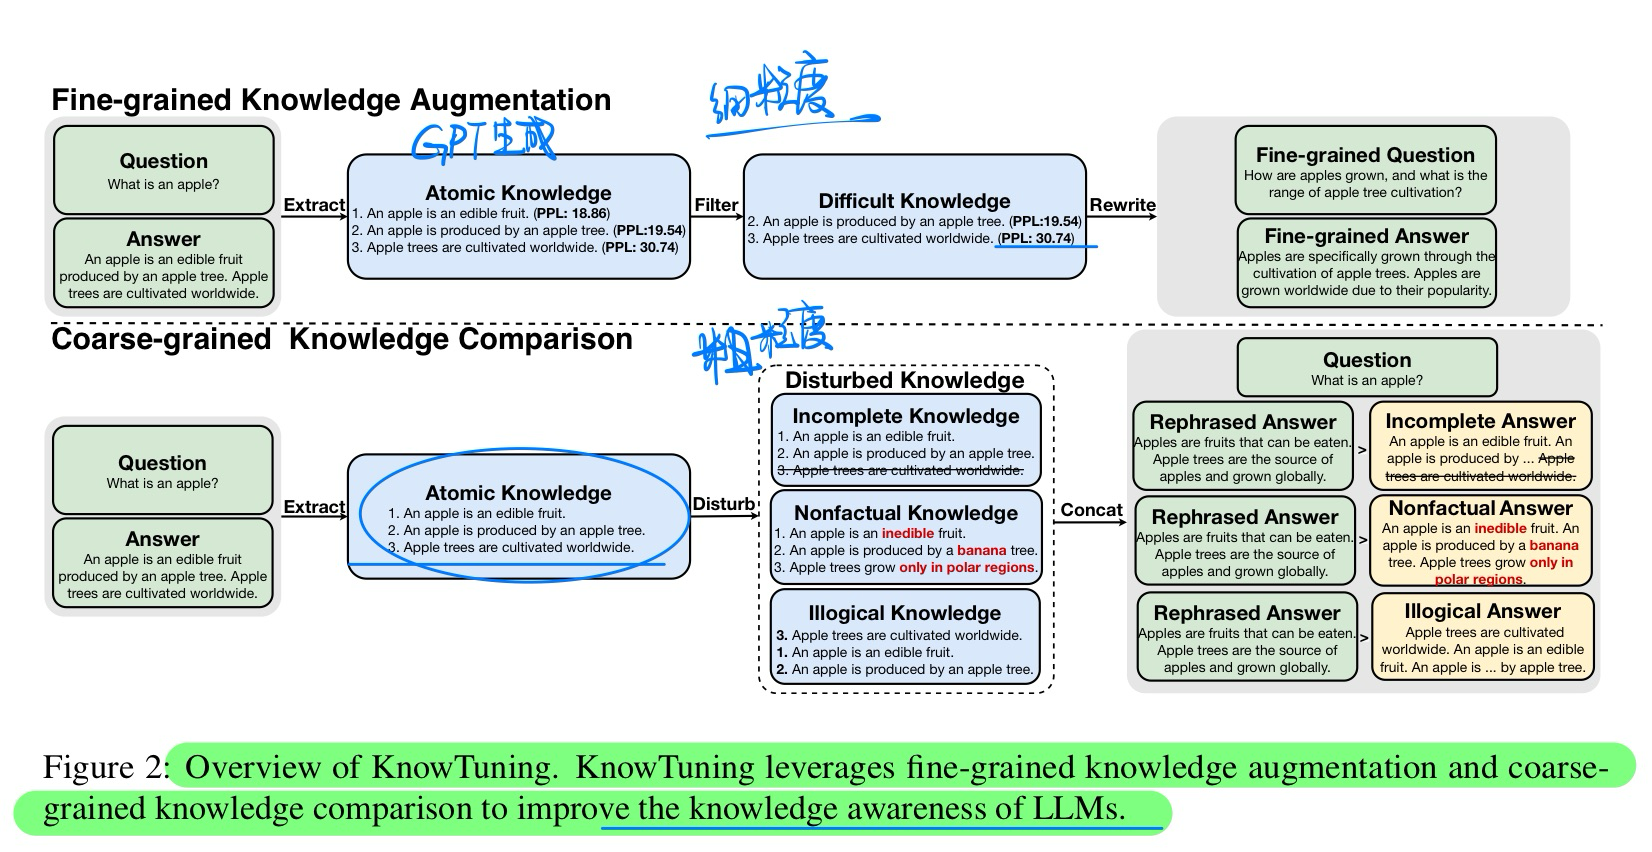 细粒度
Fine-grained Knowledge Augmentation
GPT生成
Question
What is an apple?
Answer
An apple is an edible fruit
produced by an apple tree. Apple
trees are cultivated worldwide.
Extract
Atomic Knowledge
1. An apple is an edible fruit. (PPL: 18.86)
2. An apple is produced by an apple tree. (PPL:19.54)
3. Apple trees are cultivated worldwide. (PPL: 30.74)
Filter
Difficult Knowledge
2. An apple is produced by an apple tree. (PPL:19.54)
3. Apple trees are cultivated worldwide. (PPL: 30.74)
Rewrite
Fine-grained Question
How are apples grown, and what is the
range of apple tree cultivation?
Fine-grained Answer
Apples are specifically grown through the
cultivation of apple trees. Apples are
grown worldwide due to their popularity.
Coarse-grained Knowledge Comparison
粗粒度
Question
What is an apple?
Answer
An apple is an edible fruit
produced by an apple tree. Apple
trees are cultivated worldwide.
Extract
Atomic Knowledge
1. An apple is an edible fruit.
2. An apple is produced by an apple tree.
3. Apple trees are cultivated worldwide.
Disturb
Disturbed Knowledge
Incomplete Knowledge
1. An apple is an edible fruit.
2. An apple is produced by an apple tree.
3. Apple trees are cultivated worldwide.
Nonfactual Knowledge
1. An apple is an inedible fruit.
2. An apple is produced by a banana tree.
3. Apple trees grow only in polar regions.
Illogical Knowledge
3. Apple trees are cultivated worldwide.
1. An apple is an edible fruit.
2. An apple is produced by an apple tree.
Concat
Question
What is an apple?
Rephrased Answer
Apples are fruits that can be eaten.
Apple trees are the source of
apples and grown globally.
>
Incomplete Answer
An apple is an edible fruit. An
apple is produced by ... Apple
trees are cultivated worldwide.
Rephrased Answer
Apples are fruits that can be eaten.
Apple trees are the source of
apples and grown globally.
>
Nonfactual Answer
An apple is an inedible fruit. An
apple is produced by a banana
tree. Apple trees grow only in
polar regions.
Rephrased Answer
Apples are fruits that can be eaten.
Apple trees are the source of
apples and grown globally.
>
Illogical Answer
Apple trees are cultivated
worldwide. An apple is an edible
fruit. An apple is ... by apple tree.
Figure 2: Overview of KnowTuning. KnowTuning leverages fine-grained knowledge augmentation and coarse-
grained knowledge comparison to improve the knowledge awareness of LLMs.